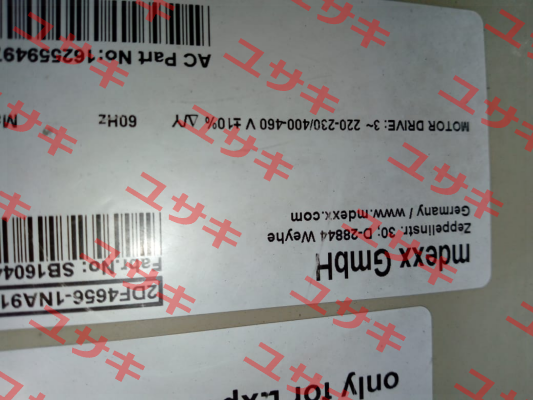 only for Exp
2DF4656-1NA91
mdexx GmbH
Fabr.No: SB1604
Zeppelinstr. 30; D-28844 Weyhe
Germany / www.mdexx.com
MOTOR DRIVE: 3~ 220-230/400-460 V ±10% Δ/Y 60Hz
AC Part No:16255949
ユサキ